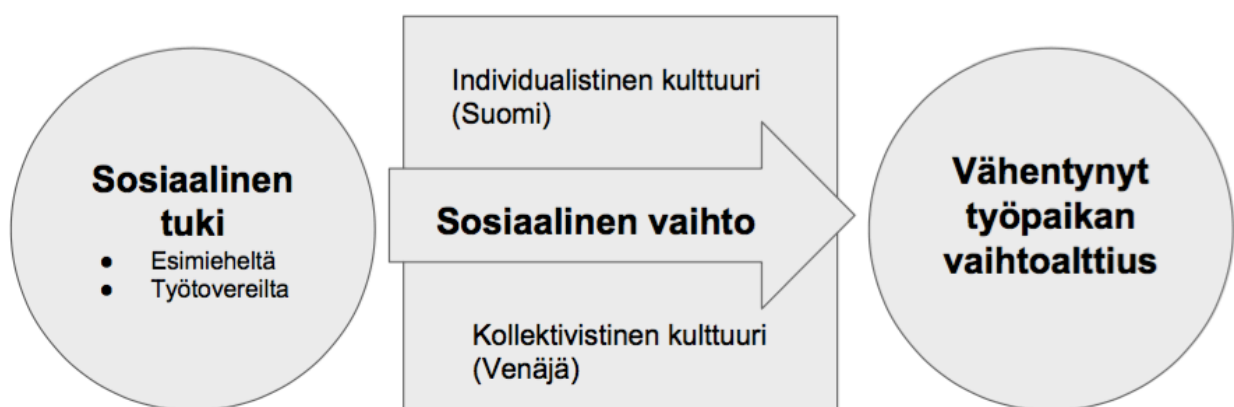 Sosiaalinen
tuki
● Esimieheltä
● Työtovereilta
Individualistinen kulttuuri
(Suomi)
Sosiaalinen vaihto
Kollektivistinen kulttuuri
(Venäjä)
Vähentynyt
työpaikan
vaihtoalttius